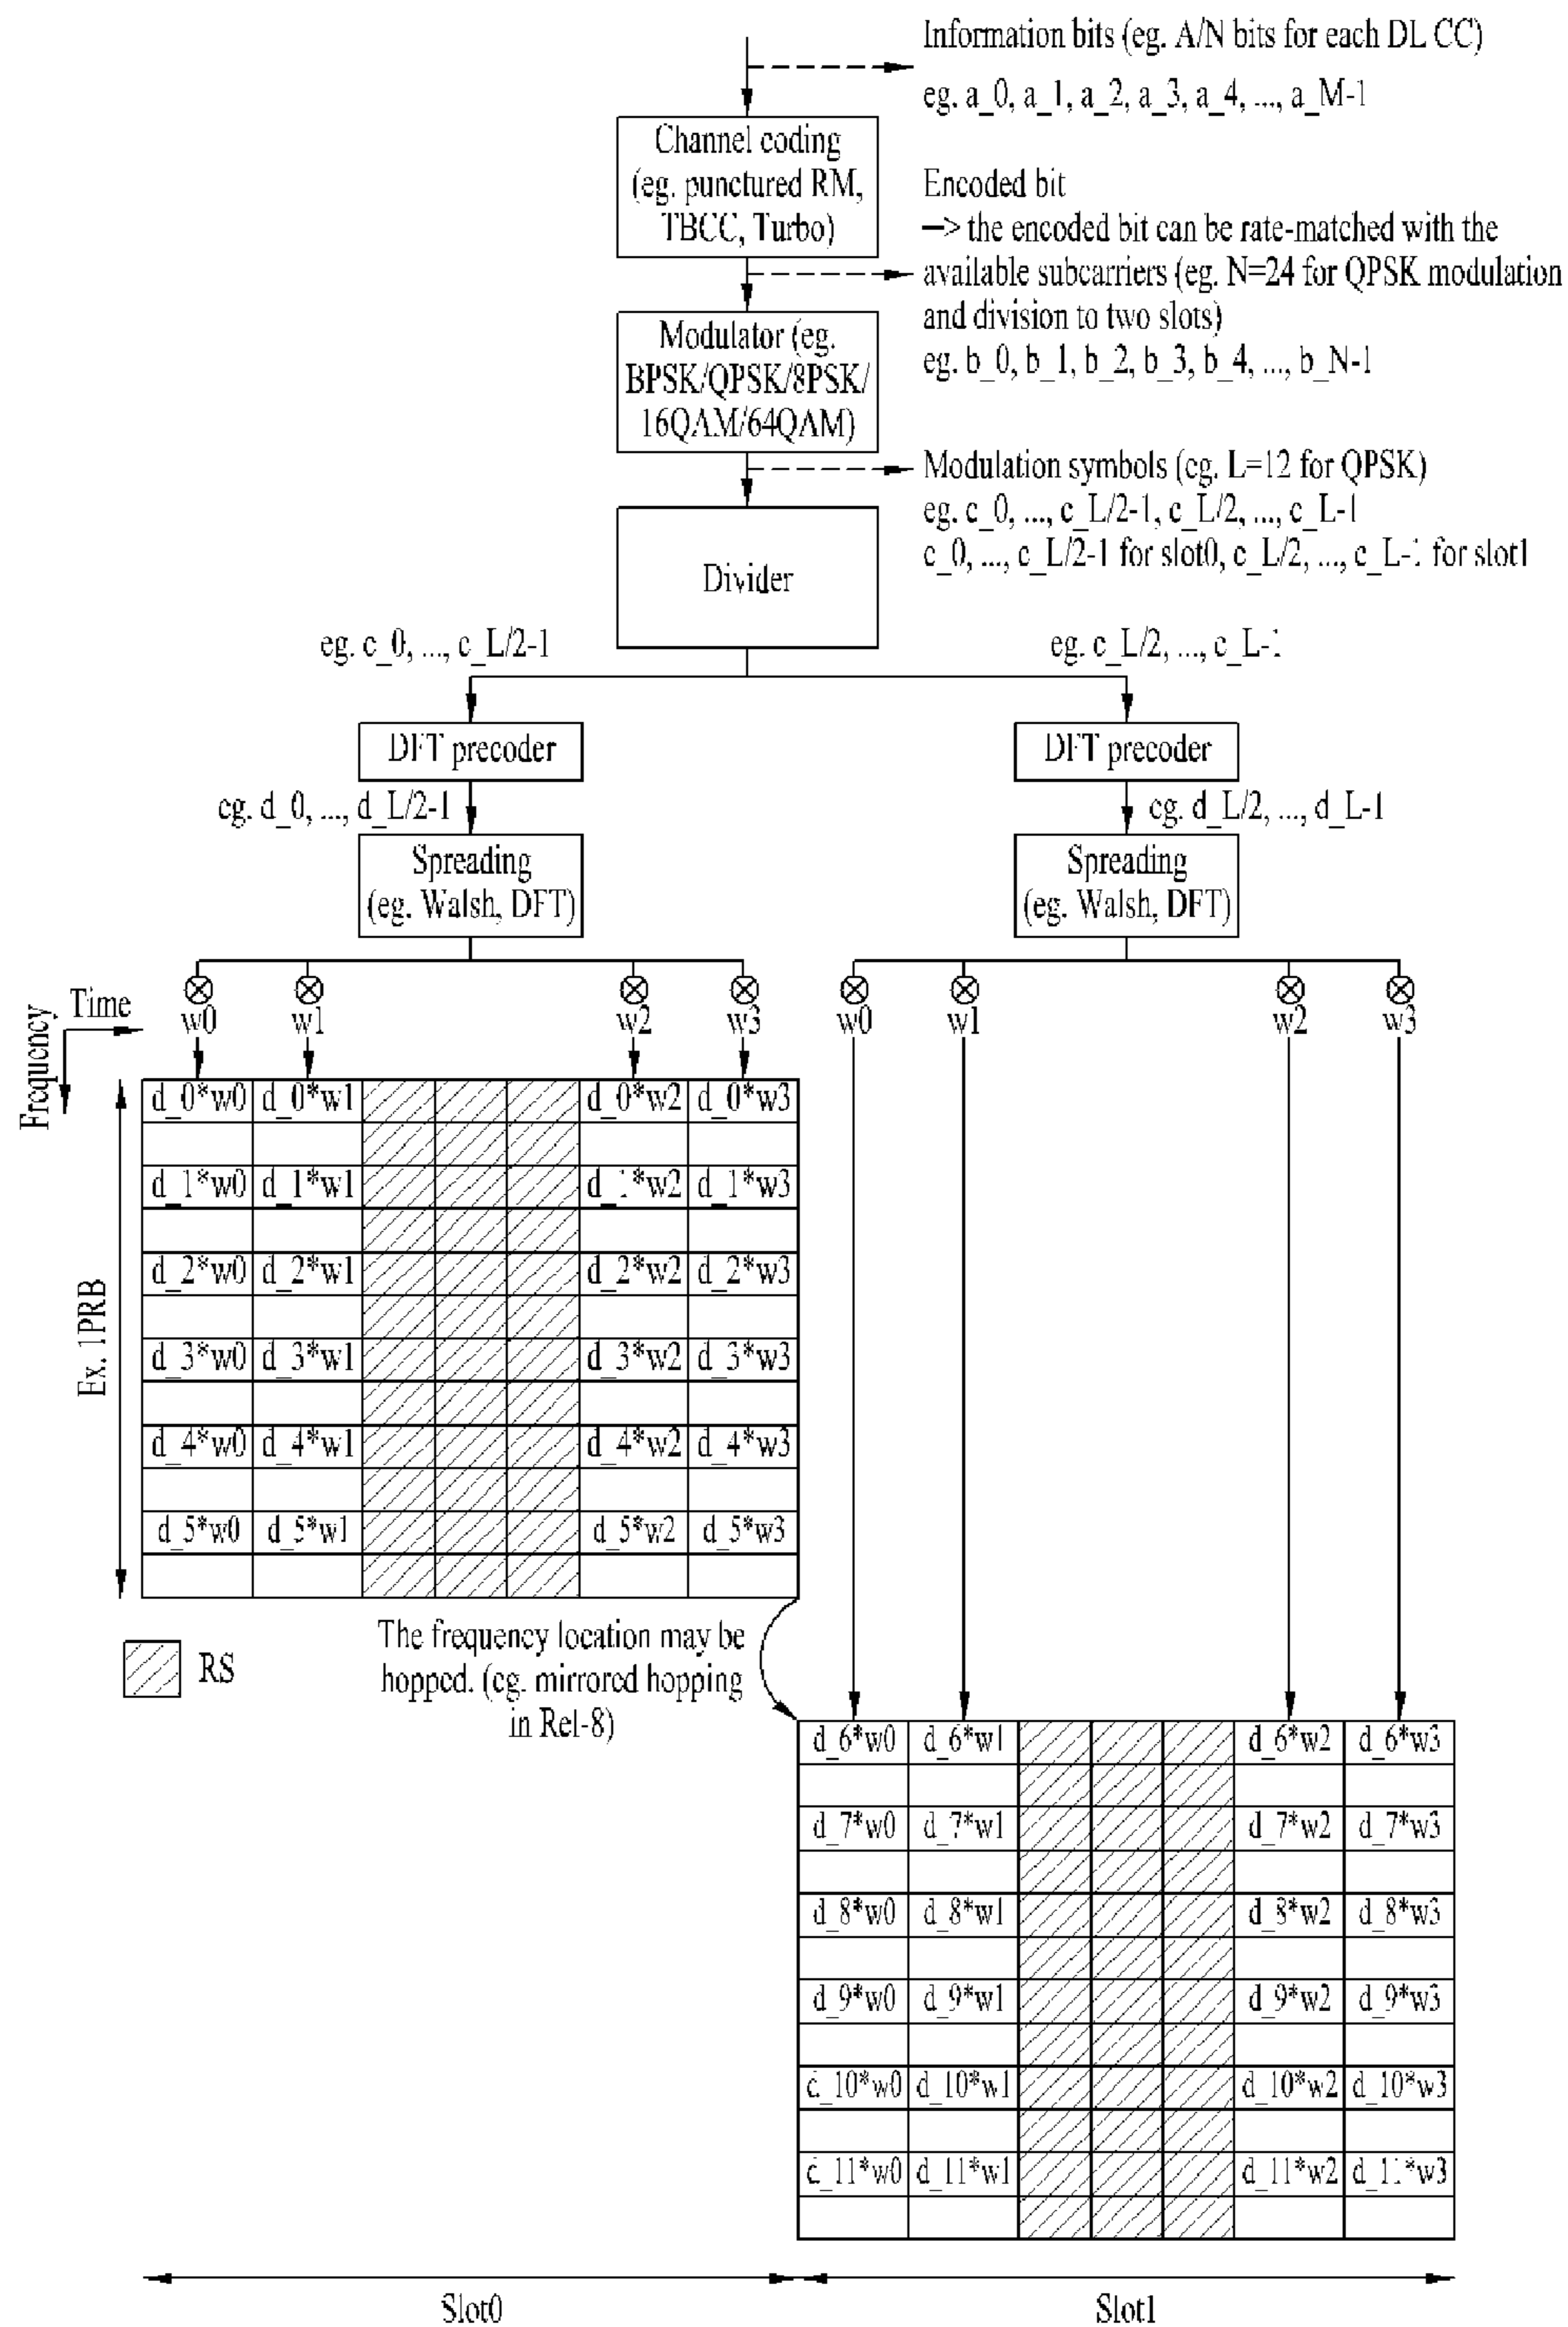 Information bits (eg. A/N bits for each DL CC)
eg. a_0, a_1, a_2, a_3, a_4, ..., a_M-1
Channel coding
(eg. punctured RM,
TBCC, Turbo)
Encoded bit
—> the encoded bit can be rate-matched with the
available subcarriers (eg. N=24 for QPSK modulation
and division to two slots)
eg. b_0, b_1, b_2, b_3, b_4, ..., b_N-1
Modulator (eg.
BPSK/QPSK/8PSK/
16QAM/64QAM)
Modulation symbols (eg. L=12 for QPSK)
eg. c_0, ..., c_L/2-1, c_L/2, ..., c_L-1
c_0, ..., c_L/2-1 for slot0, c_L/2, ..., c_L-1 for slot1
Divider
eg. c_0, ..., c_L/2-1
eg. c_L/2, ..., c_L-1
DFT precoder
DFT precoder
eg. d_0, ..., d_L/2-1
eg. d_L/2, ..., d_L-1
Spreading
(eg. Walsh, DFT)
Spreading
(eg. Walsh, DFT)
Time
Frequency
w0 w1 w2 w3 w0 w1 w2 w3
d_0*w0 d_0*w1 d_0*w2 d_0*w3
d_1*w0 d_1*w1 d_1*w2 d_1*w3
d_2*w0 d_2*w1 d_2*w2 d_2*w3
d_3*w0 d_3*w1 d_3*w2 d_3*w3
d_4*w0 d_4*w1 d_4*w2 d_4*w3
d_5*w0 d_5*w1 d_5*w2 d_5*w3
Ex. 1PRB
RS
The frequency location may be
hopped. (eg. mirrored hopping
in Rel-8)
d_6*w0 d_6*w1 d_6*w2 d_6*w3
d_7*w0 d_7*w1 d_7*w2 d_7*w3
d_8*w0 d_8*w1 d_8*w2 d_8*w3
d_9*w0 d_9*w1 d_9*w2 d_9*w3
d_10*w0 d_10*w1 d_10*w2 d_10*w3
d_11*w0 d_11*w1 d_11*w2 d_11*w3
Slot0
Slot1